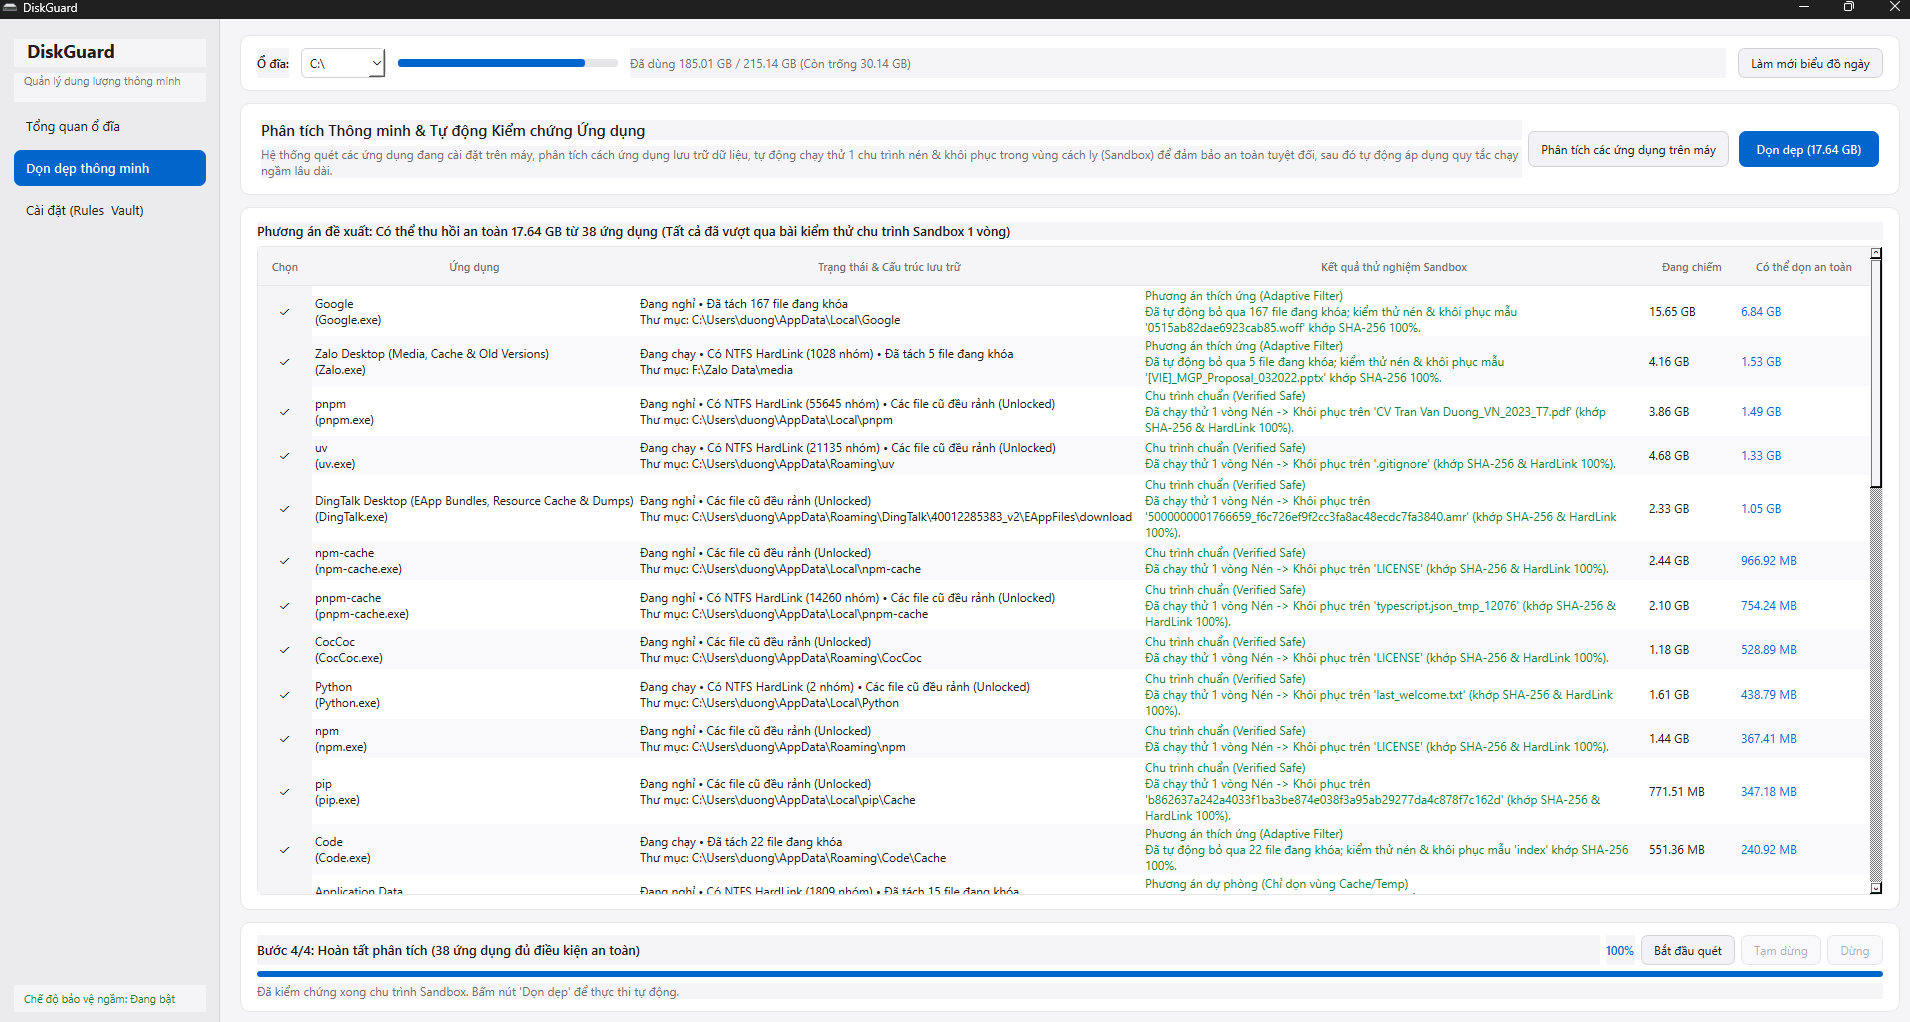 DiskGuard
DiskGuard
Quản lý dung lượng thông minh
Tổng quan ổ đĩa
Dọn dẹp thông minh
Cài đặt (Rules  Vault)
Chế độ bảo vệ ngầm: Đang bật
Ổ đĩa:
C:\
Đã dùng 185.01 GB / 215.14 GB (Còn trống 30.14 GB)
Làm mới biểu đồ ngày
Phân tích Thông minh & Tự động Kiểm chứng Ứng dụng
Hệ thống quét các ứng dụng đang cài đặt trên máy, phân tích cách ứng dụng lưu trữ dữ liệu, tự động chạy thử 1 chu trình nén & khôi phục trong vùng cách ly (Sandbox) để đảm bảo an toàn tuyệt đối, sau đó tự động áp dụng quy tắc chạy
ngầm lâu dài.
Phân tích các ứng dụng trên máy
Dọn dẹp (17.64 GB)
Phương án đề xuất: Có thể thu hồi an toàn 17.64 GB từ 38 ứng dụng (Tất cả đã vượt qua bài kiểm thử chu trình Sandbox 1 vòng)
Chọn
Ứng dụng
Trạng thái & Cấu trúc lưu trữ
Kết quả thử nghiệm Sandbox
Đang chiếm
Có thể dọn an toàn
Google
(Google.exe)
Đang nghỉ • Đã tách 167 file đang khóa
Thư mục: C:\Users\duong\AppData\Local\Google
Phương án thích ứng (Adaptive Filter)
Đã tự động bỏ qua 167 file đang khóa; kiểm thử nén & khôi phục mẫu
'0515ab82dae6923cab85.woff' khớp SHA-256 100%.
15.65 GB
6.84 GB
Zalo Desktop (Media, Cache & Old Versions)
(Zalo.exe)
Đang chạy • Có NTFS HardLink (1028 nhóm) • Đã tách 5 file đang khóa
Thư mục: F:\Zalo Data\media
Phương án thích ứng (Adaptive Filter)
Đã tự động bỏ qua 5 file đang khóa; kiểm thử nén & khôi phục mẫu
'[VIE]_MGP_Proposal_032022.pptx' khớp SHA-256 100%.
4.16 GB
1.53 GB
pnpm
(pnpm.exe)
Đang nghỉ • Có NTFS HardLink (55645 nhóm) • Các file cũ đều rảnh (Unlocked)
Thư mục: C:\Users\duong\AppData\Local\pnpm
Chu trình chuẩn (Verified Safe)
Đã chạy thử 1 vòng Nén -> Khôi phục trên 'CV Tran Van Duong_VN_2023_T7.pdf' (khớp
SHA-256 & HardLink 100%).
3.86 GB
1.49 GB
uv
(uv.exe)
Đang chạy • Có NTFS HardLink (21135 nhóm) • Các file cũ đều rảnh (Unlocked)
Thư mục: C:\Users\duong\AppData\Roaming\uv
Chu trình chuẩn (Verified Safe)
Đã chạy thử 1 vòng Nén -> Khôi phục trên '.gitignore' (khớp SHA-256 & HardLink 100%).
4.68 GB
1.33 GB
DingTalk Desktop (EApp Bundles, Resource Cache & Dumps)
(DingTalk.exe)
Đang nghỉ • Các file cũ đều rảnh (Unlocked)
Thư mục: C:\Users\duong\AppData\Roaming\DingTalk\40012285383_v2\EAppFiles\download
Chu trình chuẩn (Verified Safe)
Đã chạy thử 1 vòng Nén -> Khôi phục trên
'5000000001766659_f6c726ef9f2cc3fa8ac48ecdc7fa3840.amr' (khớp SHA-256 & HardLink
100%).
2.33 GB
1.05 GB
npm-cache
(npm-cache.exe)
Đang nghỉ • Các file cũ đều rảnh (Unlocked)
Thư mục: C:\Users\duong\AppData\Local\npm-cache
Chu trình chuẩn (Verified Safe)
Đã chạy thử 1 vòng Nén -> Khôi phục trên 'LICENSE' (khớp SHA-256 & HardLink 100%).
2.44 GB
966.92 MB
pnpm-cache
(pnpm-cache.exe)
Đang nghỉ • Có NTFS HardLink (14260 nhóm) • Các file cũ đều rảnh (Unlocked)
Thư mục: C:\Users\duong\AppData\Local\pnpm-cache
Chu trình chuẩn (Verified Safe)
Đã chạy thử 1 vòng Nén -> Khôi phục trên 'typescript.json_tmp_12076' (khớp SHA-256 &
HardLink 100%).
2.10 GB
754.24 MB
CocCoc
(CocCoc.exe)
Đang nghỉ • Các file cũ đều rảnh (Unlocked)
Thư mục: C:\Users\duong\AppData\Roaming\CocCoc
Chu trình chuẩn (Verified Safe)
Đã chạy thử 1 vòng Nén -> Khôi phục trên 'LICENSE' (khớp SHA-256 & HardLink 100%).
1.18 GB
528.89 MB
Python
(Python.exe)
Đang chạy • Có NTFS HardLink (2 nhóm) • Các file cũ đều rảnh (Unlocked)
Thư mục: C:\Users\duong\AppData\Local\Python
Chu trình chuẩn (Verified Safe)
Đã chạy thử 1 vòng Nén -> Khôi phục trên 'last_welcome.txt' (khớp SHA-256 & HardLink
100%).
1.61 GB
438.79 MB
npm
(npm.exe)
Đang nghỉ • Các file cũ đều rảnh (Unlocked)
Thư mục: C:\Users\duong\AppData\Roaming\npm
Chu trình chuẩn (Verified Safe)
Đã chạy thử 1 vòng Nén -> Khôi phục trên 'LICENSE' (khớp SHA-256 & HardLink 100%).
1.44 GB
367.41 MB
pip
(pip.exe)
Đang nghỉ • Các file cũ đều rảnh (Unlocked)
Thư mục: C:\Users\duong\AppData\Local\pip\Cache
Chu trình chuẩn (Verified Safe)
Đã chạy thử 1 vòng Nén -> Khôi phục trên
'b862637a242a4033f1ba3be874e038f3a95ab29277da4c878f7c162d' (khớp SHA-256 &
HardLink 100%).
771.51 MB
347.18 MB
Code
(Code.exe)
Đang chạy • Đã tách 22 file đang khóa
Thư mục: C:\Users\duong\AppData\Roaming\Code\Cache
Phương án thích ứng (Adaptive Filter)
Đã tự động bỏ qua 22 file đang khóa; kiểm thử nén & khôi phục mẫu 'index' khớp SHA-256
100%.
551.36 MB
240.92 MB
Application Data
Đang nghỉ • Có NTFS HardLink (1809 nhóm) • Đã tách 15 file đang khóa
Phương án dự phòng (Chỉ dọn vùng Cache/Temp)
Bước 4/4: Hoàn tất phân tích (38 ứng dụng đủ điều kiện an toàn)
100%
Bắt đầu quét
Tạm dừng
Dừng
Đã kiểm chứng xong chu trình Sandbox. Bấm nút 'Dọn dẹp' để thực thi tự động.